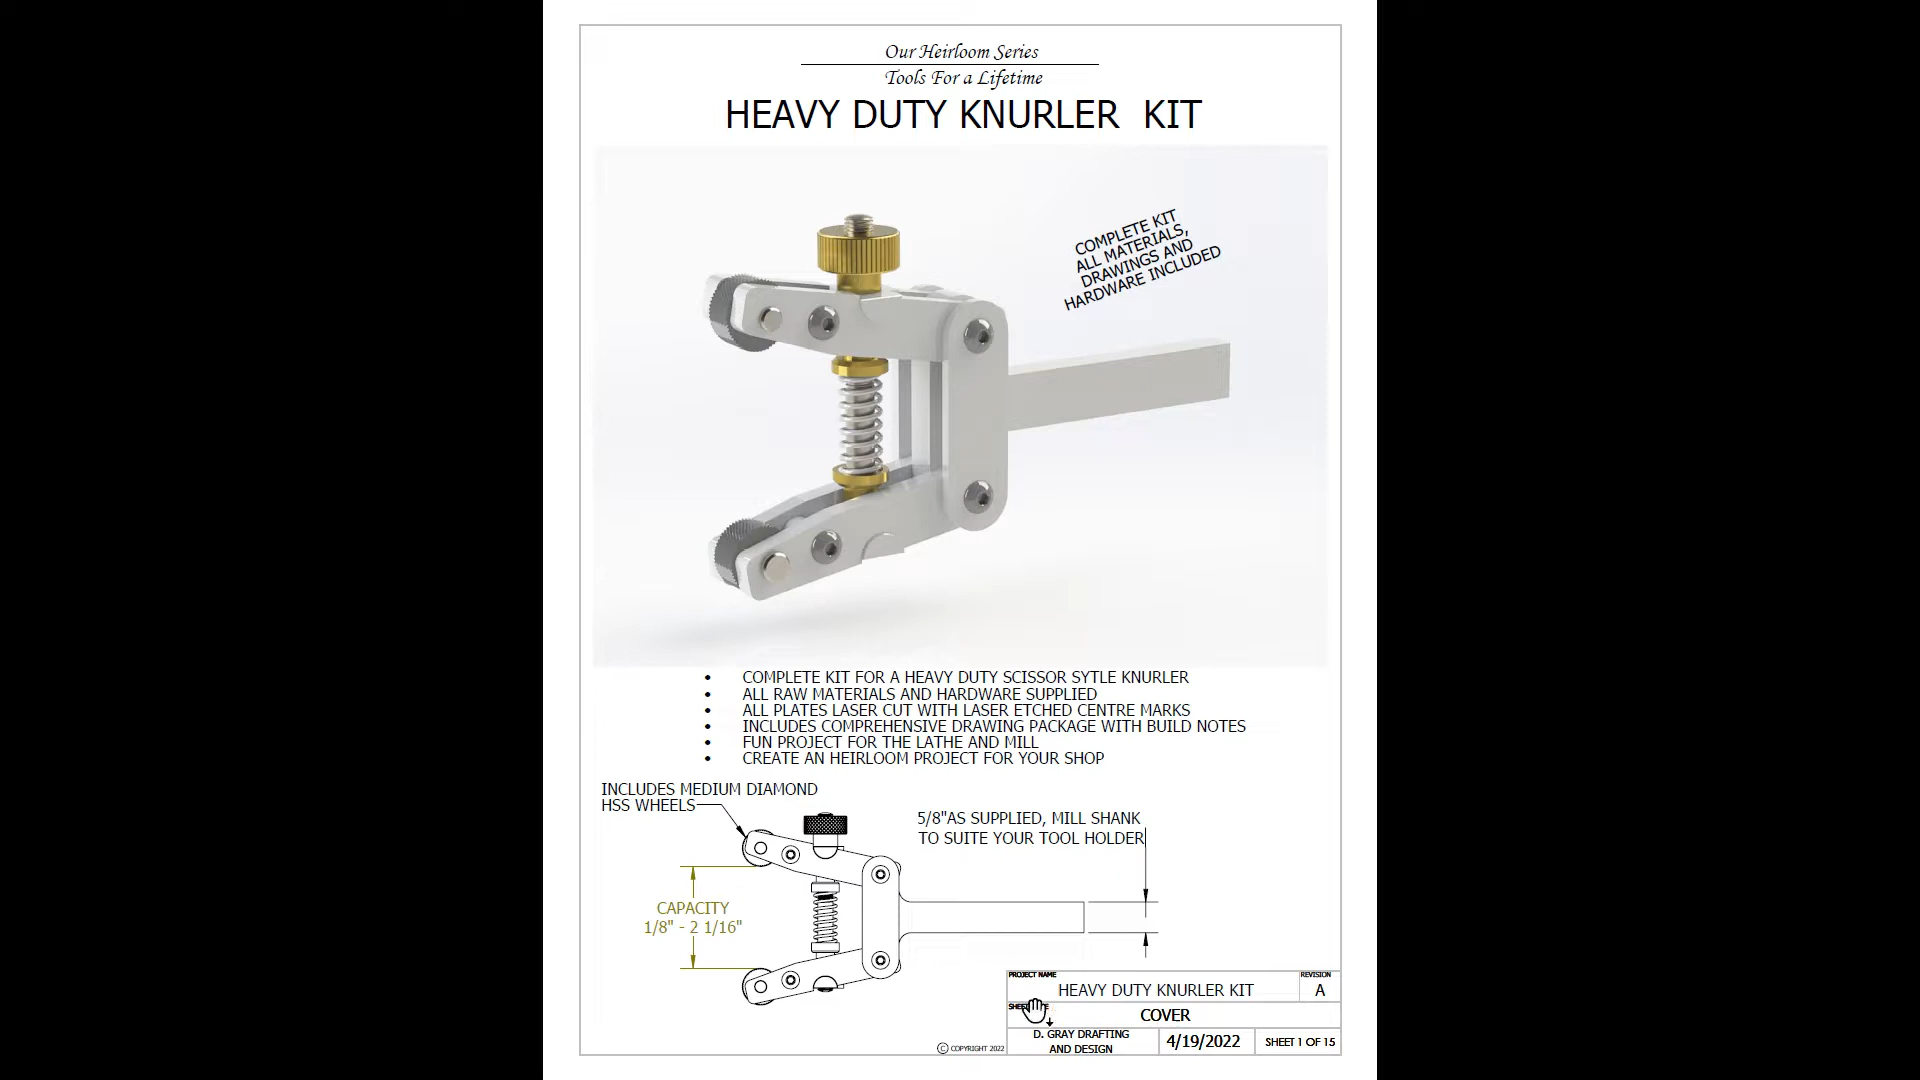 Our Heirloom Series
Tools For a Lifetime
HEAVY DUTY KNURLER KIT
COMPLETE KIT
ALL MATERIALS,
DRAWINGS AND
HARDWARE INCLUDED
• COMPLETE KIT FOR A HEAVY DUTY SCISSOR SYTLE KNURLER
• ALL RAW MATERIALS AND HARDWARE SUPPLIED
• ALL PLATES LASER CUT WITH LASER ETCHED CENTRE MARKS
• INCLUDES COMPREHENSIVE DRAWING PACKAGE WITH BUILD NOTES
• FUN PROJECT FOR THE LATHE AND MILL
• CREATE AN HEIRLOOM PROJECT FOR YOUR SHOP
INCLUDES MEDIUM DIAMOND
HSS WHEELS
5/8"AS SUPPLIED, MILL SHANK
TO SUITE YOUR TOOL HOLDER
CAPACITY
1/8" - 2 1/16"
PROJECT NAME
REVISION
HEAVY DUTY KNURLER KIT
A
COVER
D. GRAY DRAFTING
AND DESIGN
4/19/2022
SHEET 1 OF 15
© COPYRIGHT 2022